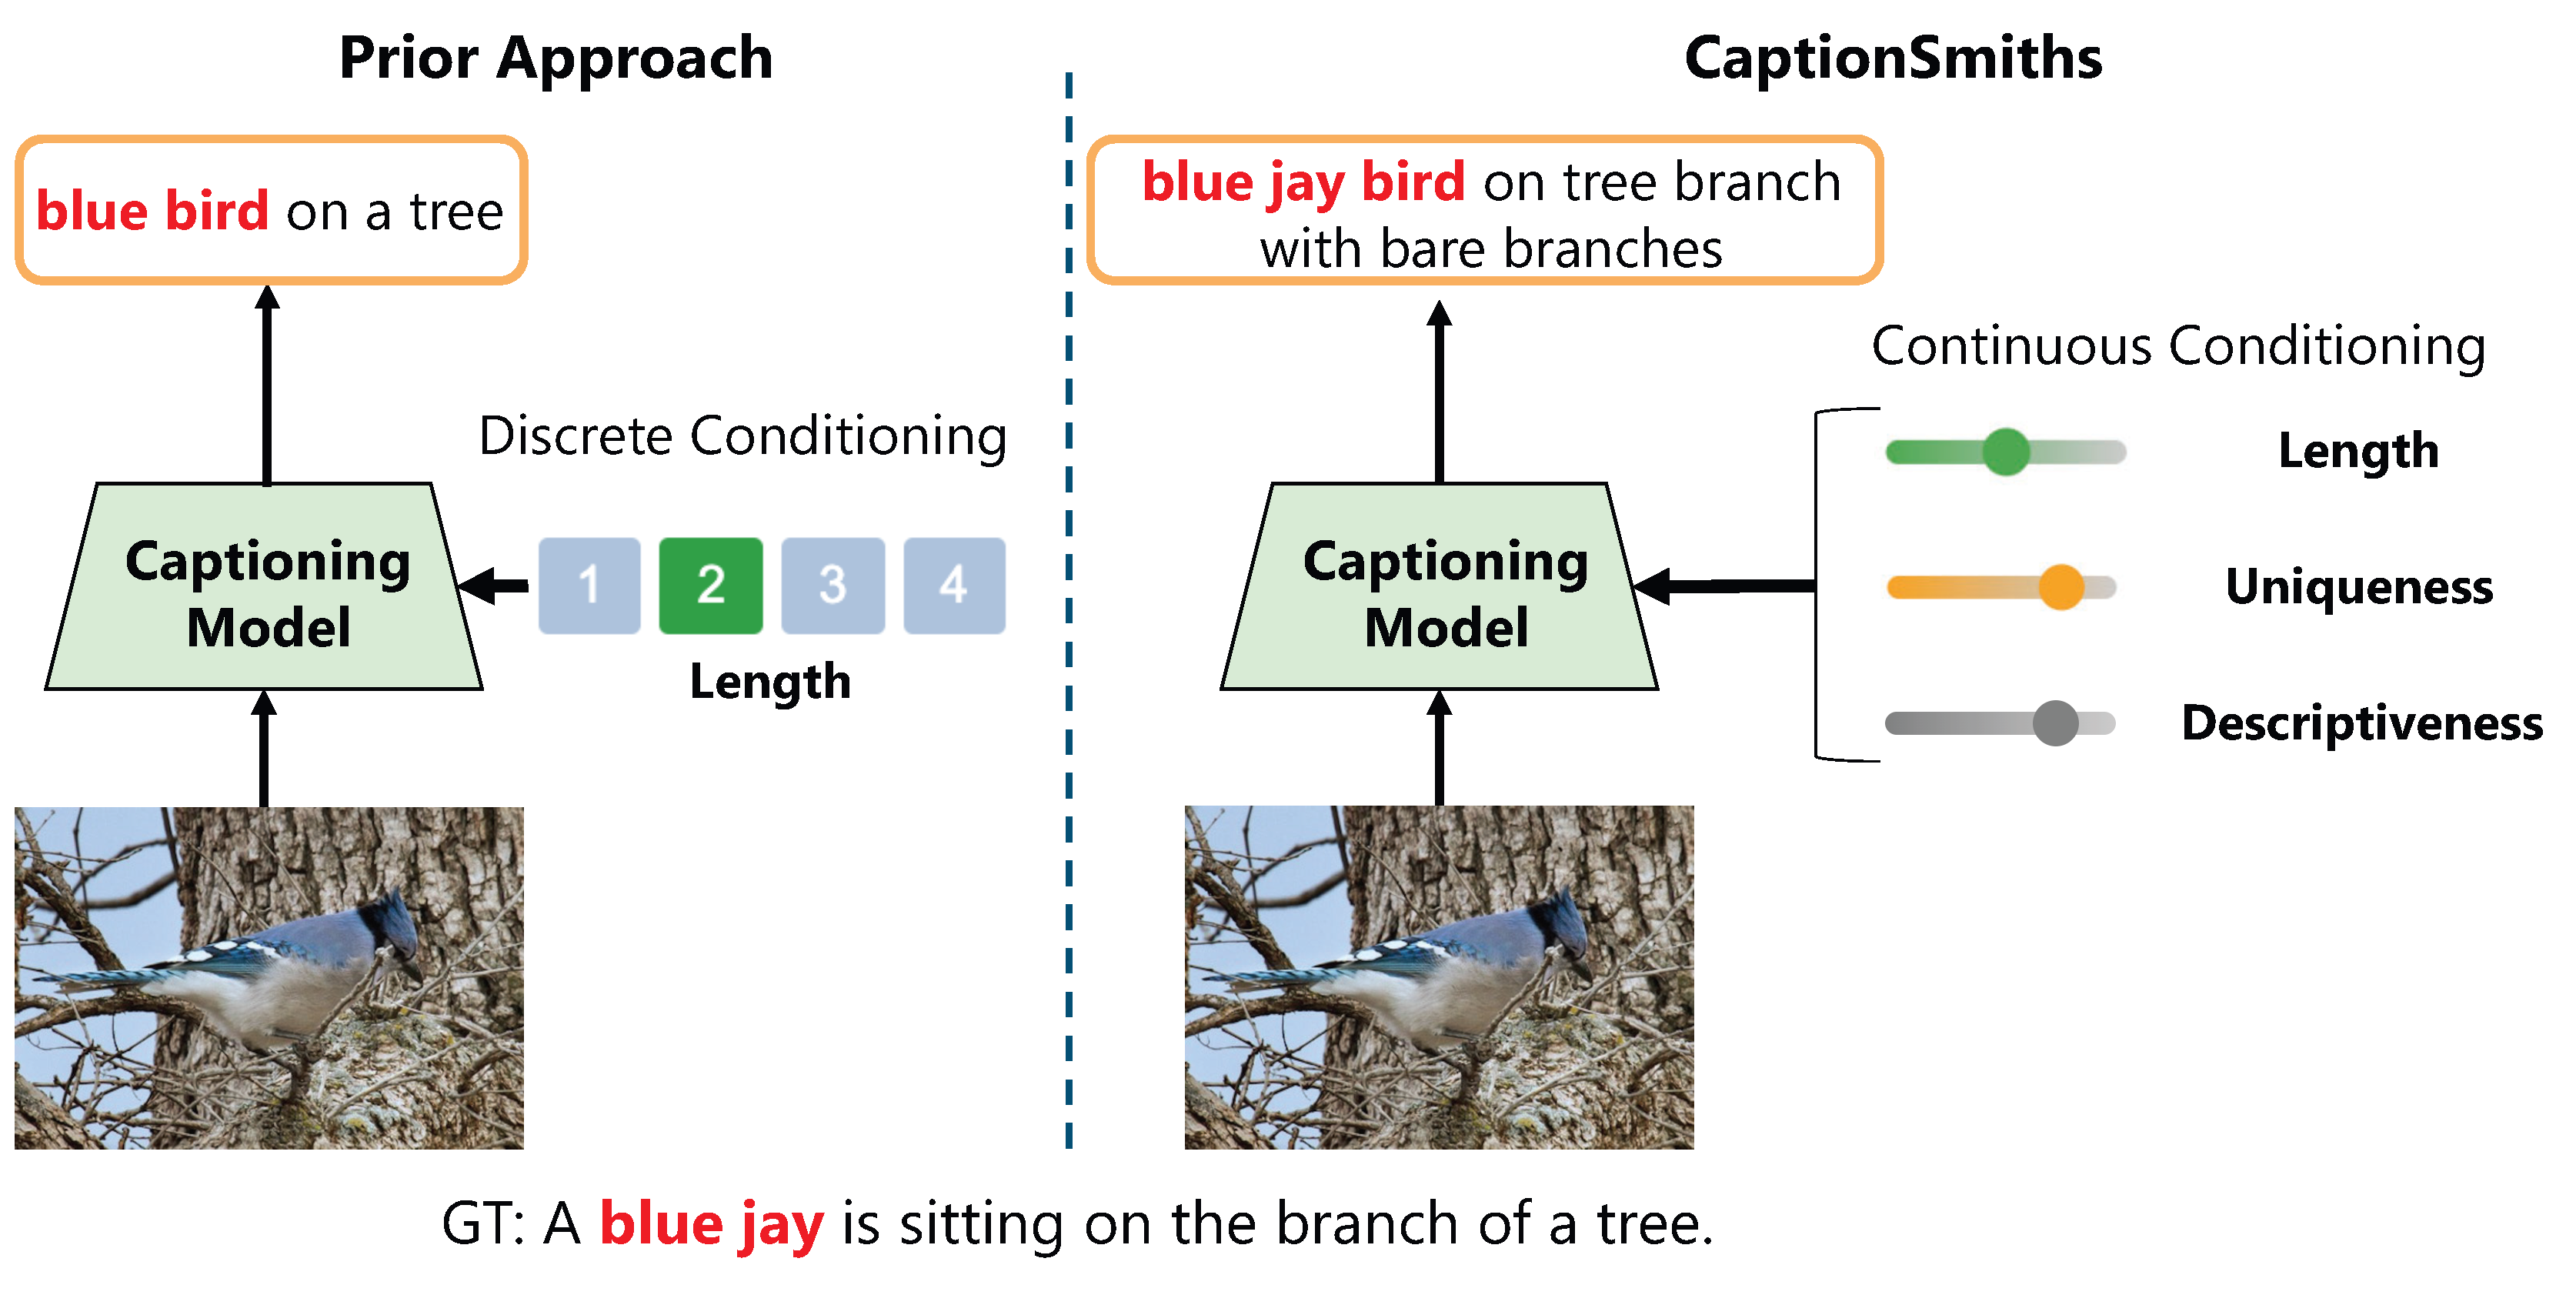 Prior Approach
blue bird on a tree
Discrete Conditioning
Captioning
Model
1 2 3 4
Length
CaptionSmiths
blue jay bird on tree branch
with bare branches
Continuous Conditioning
Captioning
Model
Length
Uniqueness
Descriptiveness
GT: A blue jay is sitting on the branch of a tree.